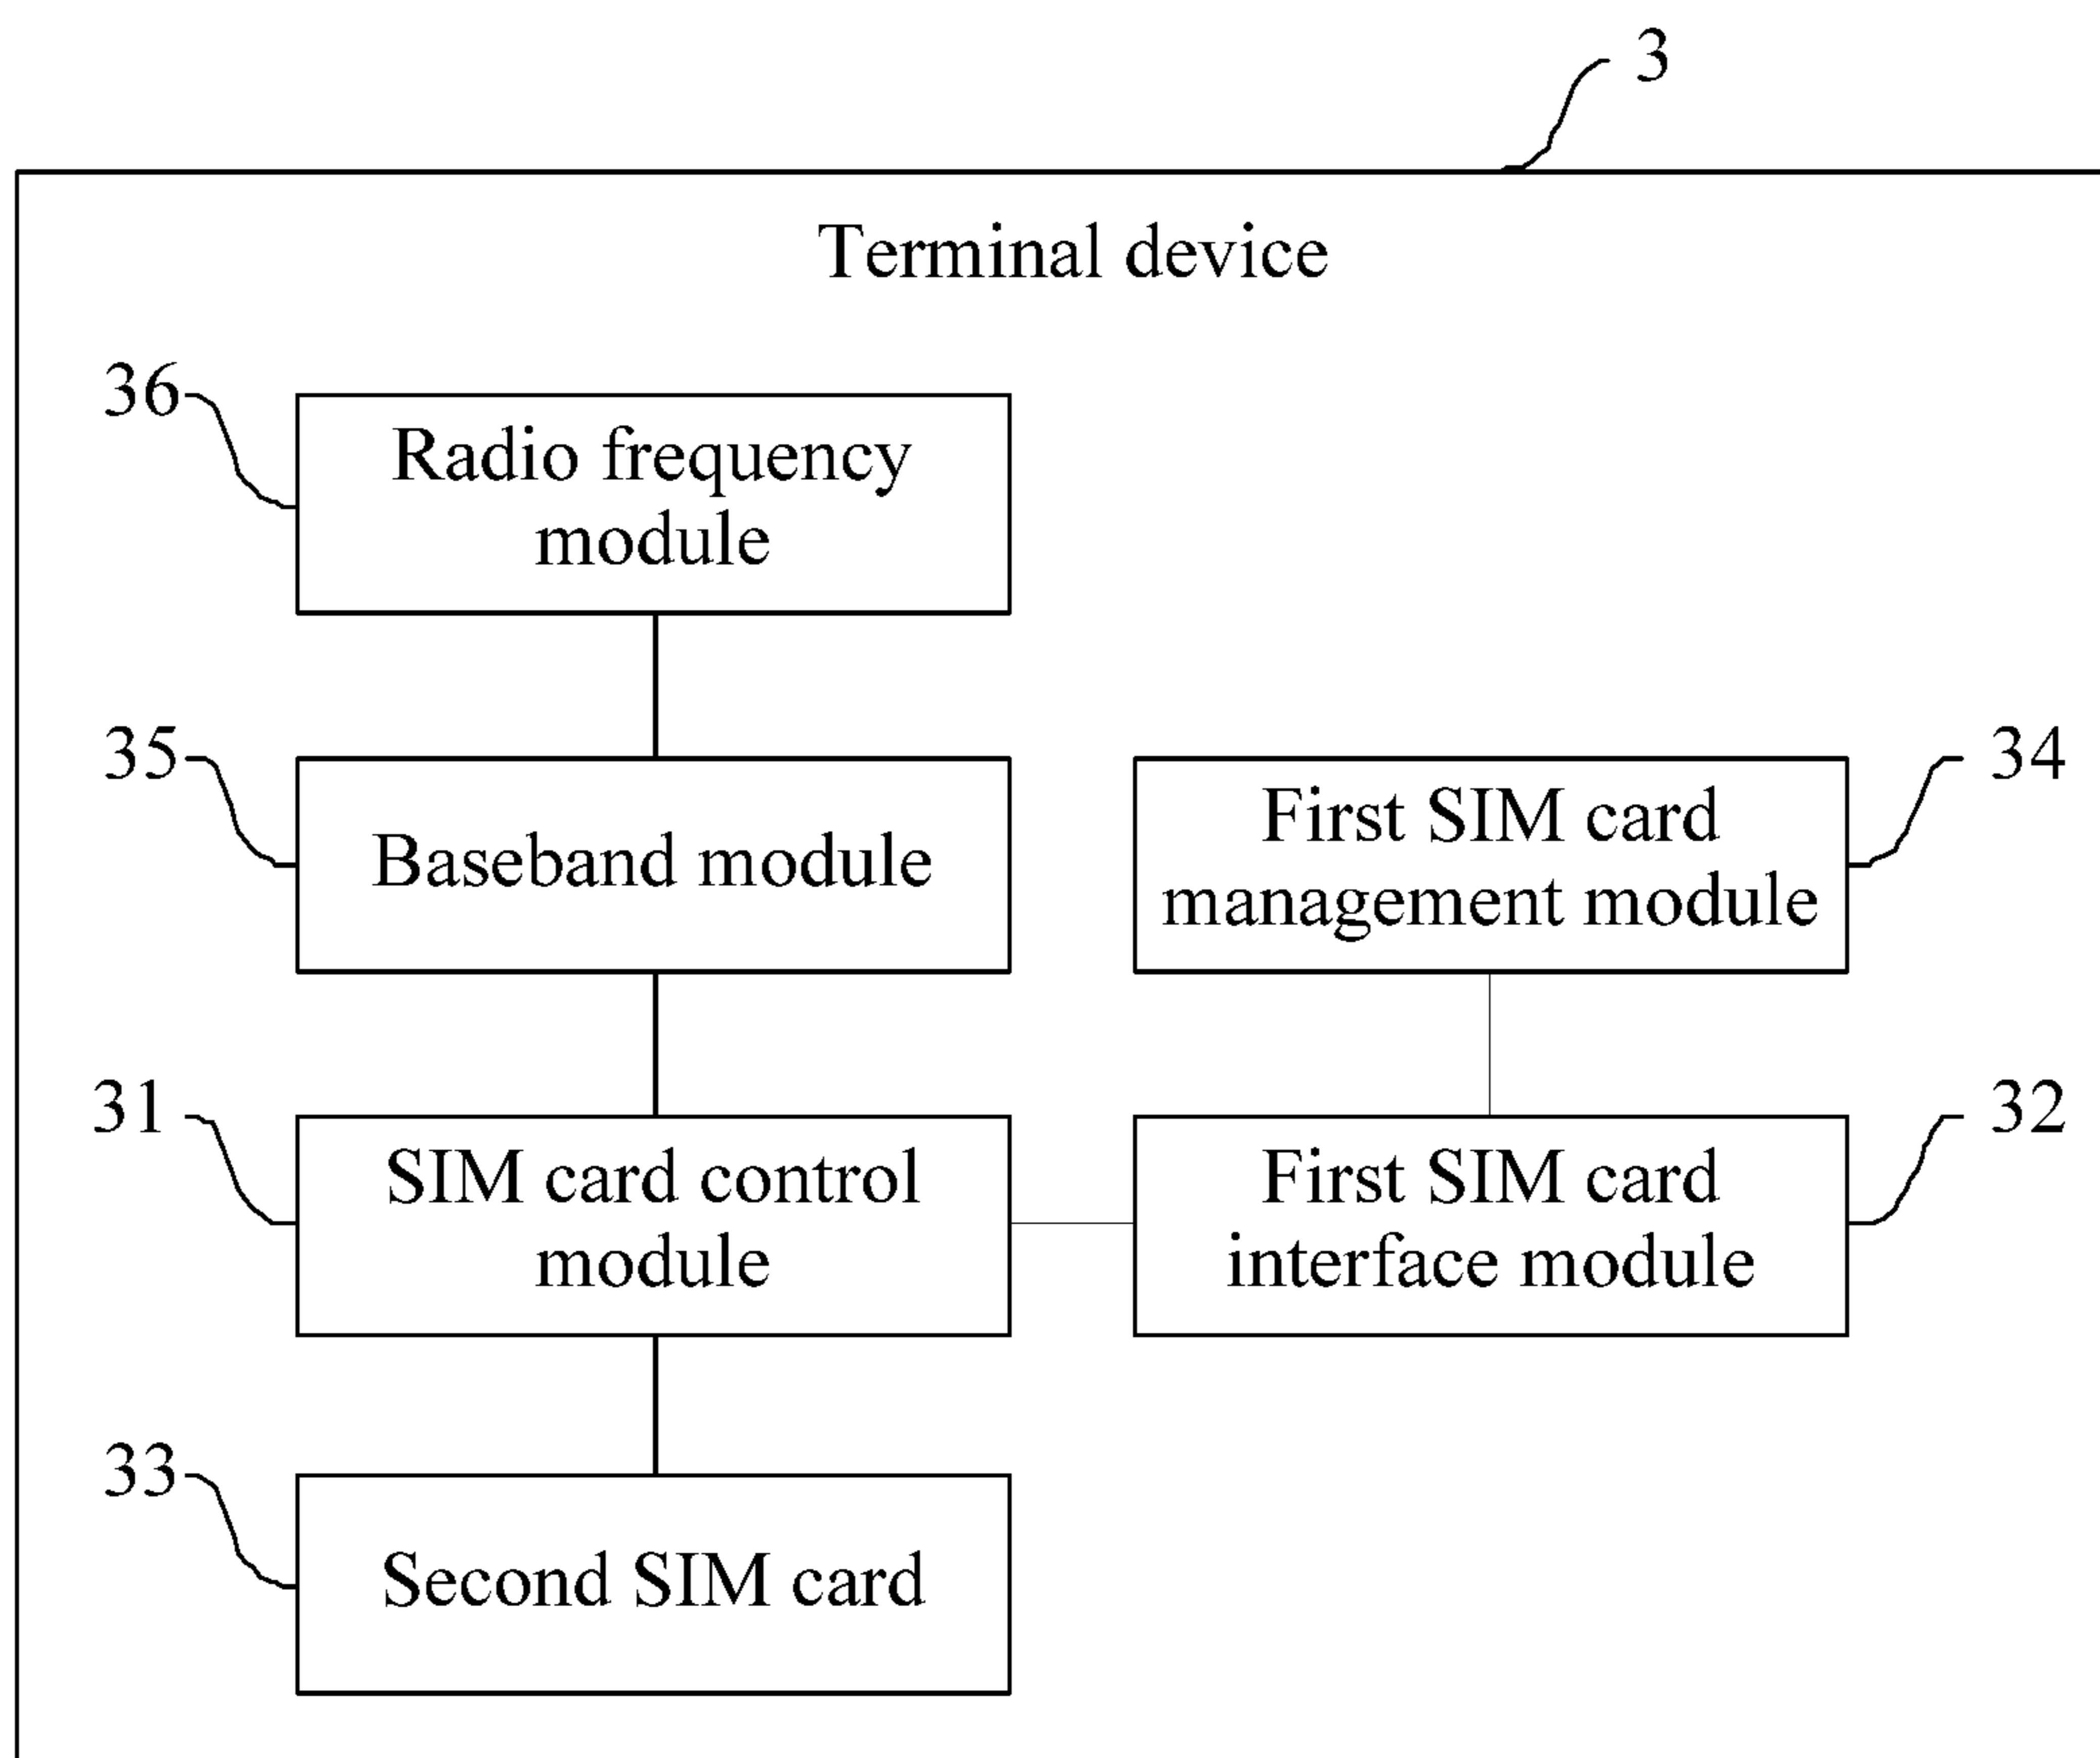 3
Terminal device
36
Radio frequency
module
35
Baseband module
34
First SIM card
management module
31
SIM card control
module
32
First SIM card
interface module
33
Second SIM card